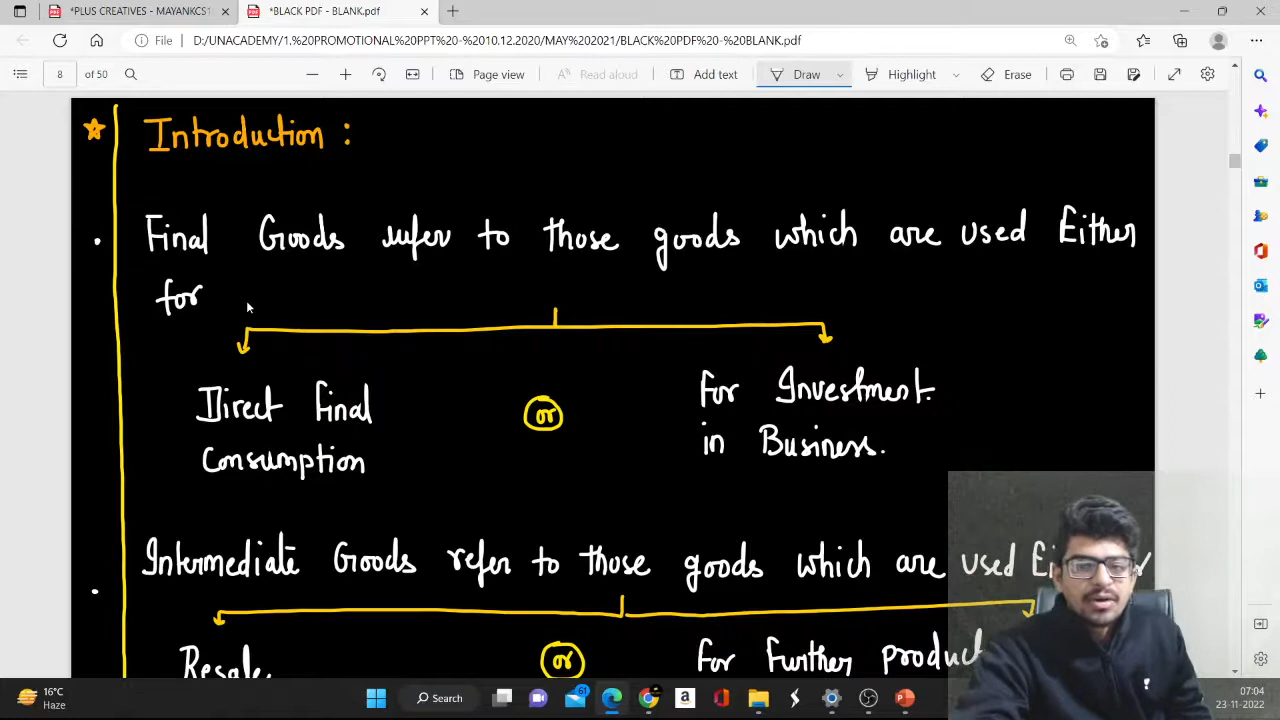 *PLUS CREATIVES - MAYANKCS1
*BLACK PDF - BLANK.pdf
File
D:/UNACADEMY/1.%20PROMOTIONAL%20PPT%20-%2010.12.2020/MAY%202021/BLACK%20PDF%20-%20BLANK.pdf
8 of 50
Page view
Read aloud
Add text
Draw
Highlight
Erase
Introduction :
Final Goods refer to those goods which are used Either
for
Direct Final or For Investment.
Consumption in Business.
Intermediate Goods refer to those goods which are used
Resale. or for further product
16°C
Haze
Search
61
07:04
23-11-2022